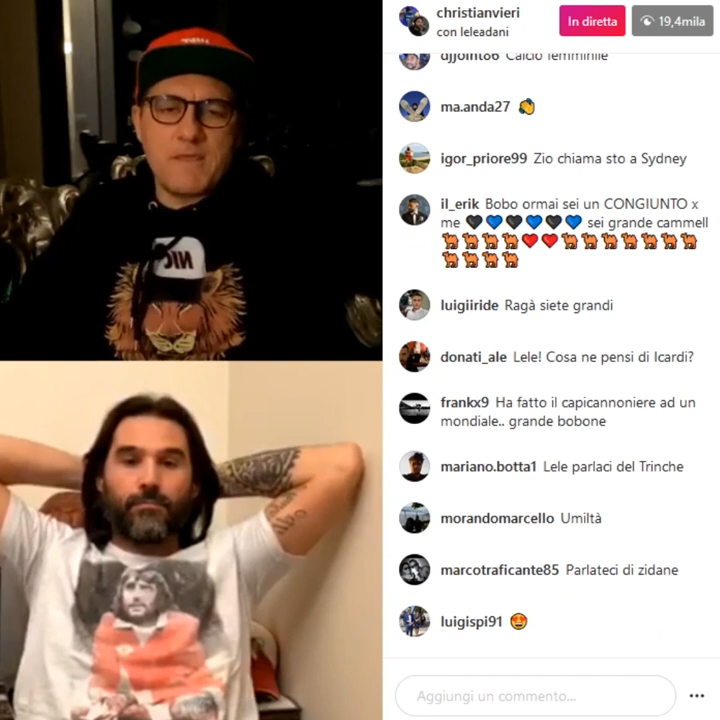 christianvieri
con leleadani
In diretta
19,4mila
djjoint86 Calcio femminile
ma.anda27
igor_priore99 Zio chiama sto a Sydney
il_erik Bobo ormai sei un CONGIUNTO x
me 🖤💙🖤💙🖤💙 sei grande cammell
🐪🐪🐪🐪❤️❤️🐪🐪🐪🐪🐪🐪🐪
🐪🐪🐪🐪
luigiiride Ragà siete grandi
donati_ale Lele! Cosa ne pensi di Icardi?
frankx9 Ha fatto il capicannoniere ad un
mondiale.. grande bobone
mariano.botta1 Lele parlaci del Trinche
morandomarcello Umiltà
marcotraficante85 Parlateci di zidane
luigispi91 🤩
Aggiungi un commento...